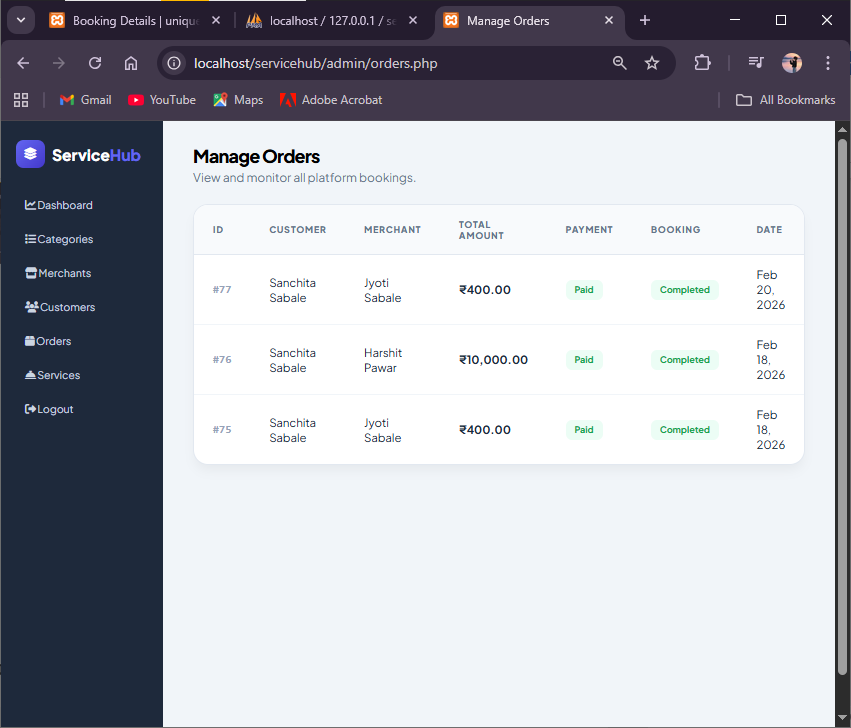 Booking Details | unique
localhost / 127.0.0.1 / se
Manage Orders
localhost/servicehub/admin/orders.php
Gmail
YouTube
Maps
Adobe Acrobat
All Bookmarks
ServiceHub
Dashboard
Categories
Merchants
Customers
Orders
Services
Logout
Manage Orders
View and monitor all platform bookings.
ID CUSTOMER MERCHANT TOTAL AMOUNT PAYMENT BOOKING DATE
#77 Sanchita Sabale Jyoti Sabale ₹400.00 Paid Completed Feb 20, 2026
#76 Sanchita Sabale Harshit Pawar ₹10,000.00 Paid Completed Feb 18, 2026
#75 Sanchita Sabale Jyoti Sabale ₹400.00 Paid Completed Feb 18, 2026